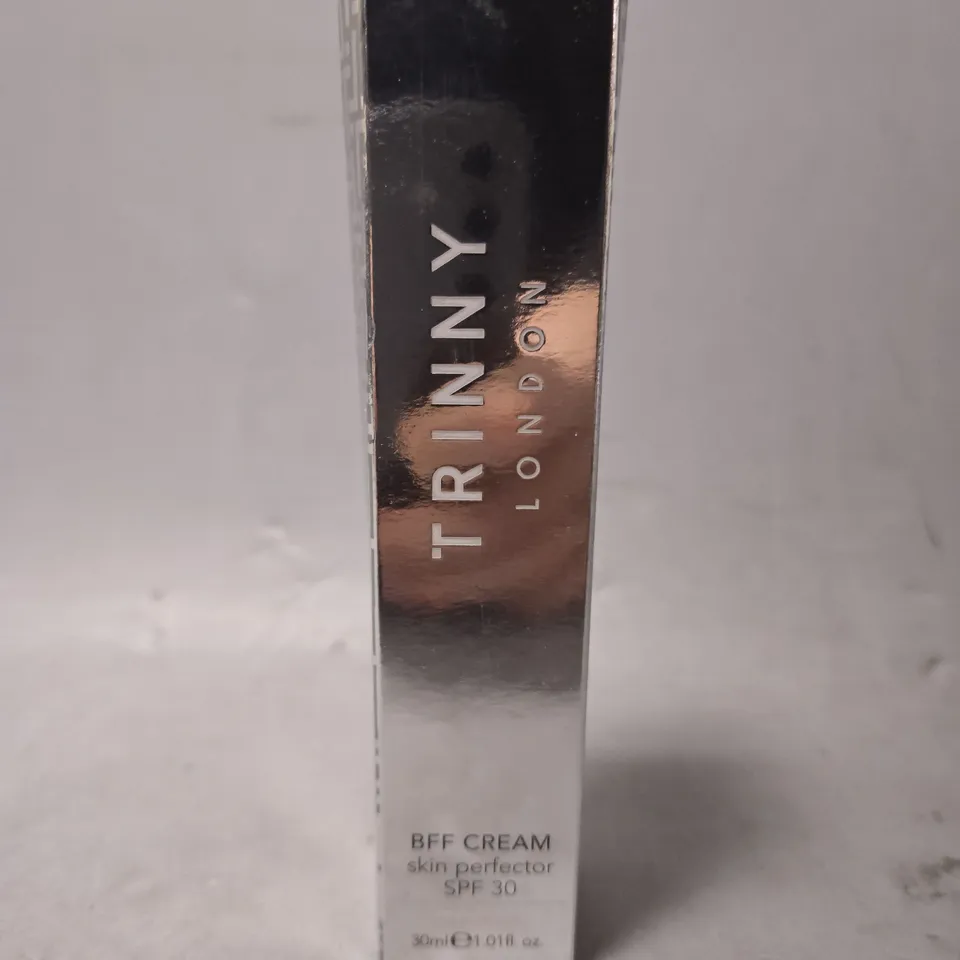 TRINNY
LONDON
BFF CREAM
skin perfector
SPF 30
30ml℮1.01fl. oz.